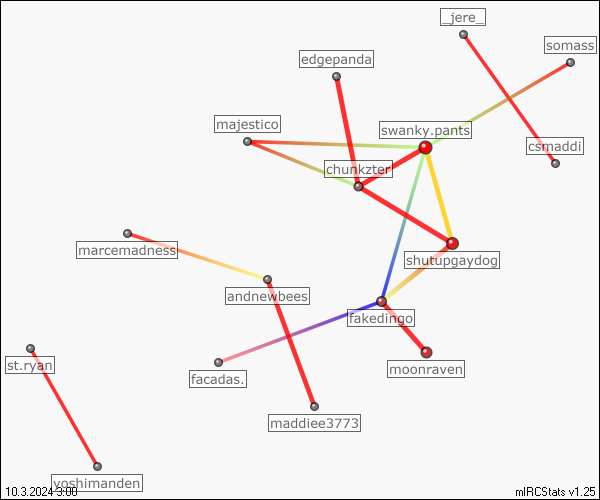 _jere_
somass
edgepanda
majestico
swanky.pants
csmaddi
chunkzter
marcemadness
shutupgaydog
andnewbees
fakedingo
st.ryan
facadas.
moonraven
maddiee3773
yoshimanden
10.3.2024 3:00
mIRCStats v1.25